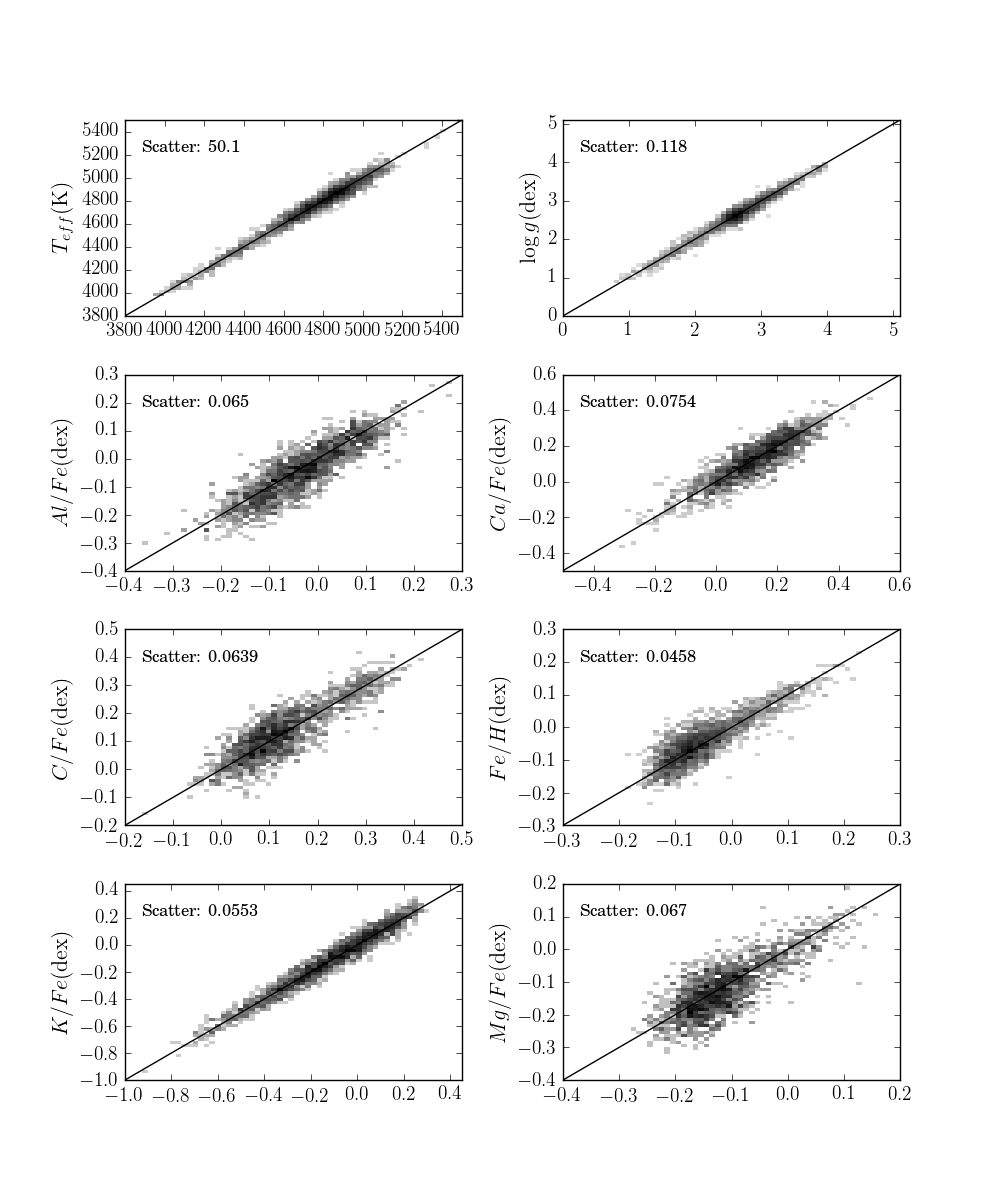 Scatter: 50.1
T_eff(K)
5400
5200
5000
4800
4600
4400
4200
4000
3800
3800 4000 4200 4400 4600 4800 5000 5200 5400
Scatter: 0.118
log g(dex)
5
4
3
2
1
0
0 1 2 3 4 5
Scatter: 0.065
Al/Fe(dex)
0.3
0.2
0.1
0.0
−0.1
−0.2
−0.3
−0.4
−0.4 −0.3 −0.2 −0.1 0.0 0.1 0.2 0.3
Scatter: 0.0754
Ca/Fe(dex)
0.6
0.4
0.2
0.0
−0.2
−0.4
−0.4 −0.2 0.0 0.2 0.4 0.6
Scatter: 0.0639
C/Fe(dex)
0.5
0.4
0.3
0.2
0.1
0.0
−0.1
−0.2
−0.2 −0.1 0.0 0.1 0.2 0.3 0.4 0.5
Scatter: 0.0458
Fe/H(dex)
0.3
0.2
0.1
0.0
−0.1
−0.2
−0.3
−0.3 −0.2 −0.1 0.0 0.1 0.2 0.3
Scatter: 0.0553
K/Fe(dex)
0.4
0.2
0.0
−0.2
−0.4
−0.6
−0.8
−1.0
−1.0 −0.8 −0.6 −0.4 −0.2 0.0 0.2 0.4
Scatter: 0.067
Mg/Fe(dex)
0.2
0.1
0.0
−0.1
−0.2
−0.3
−0.4
−0.4 −0.3 −0.2 −0.1 0.0 0.1 0.2